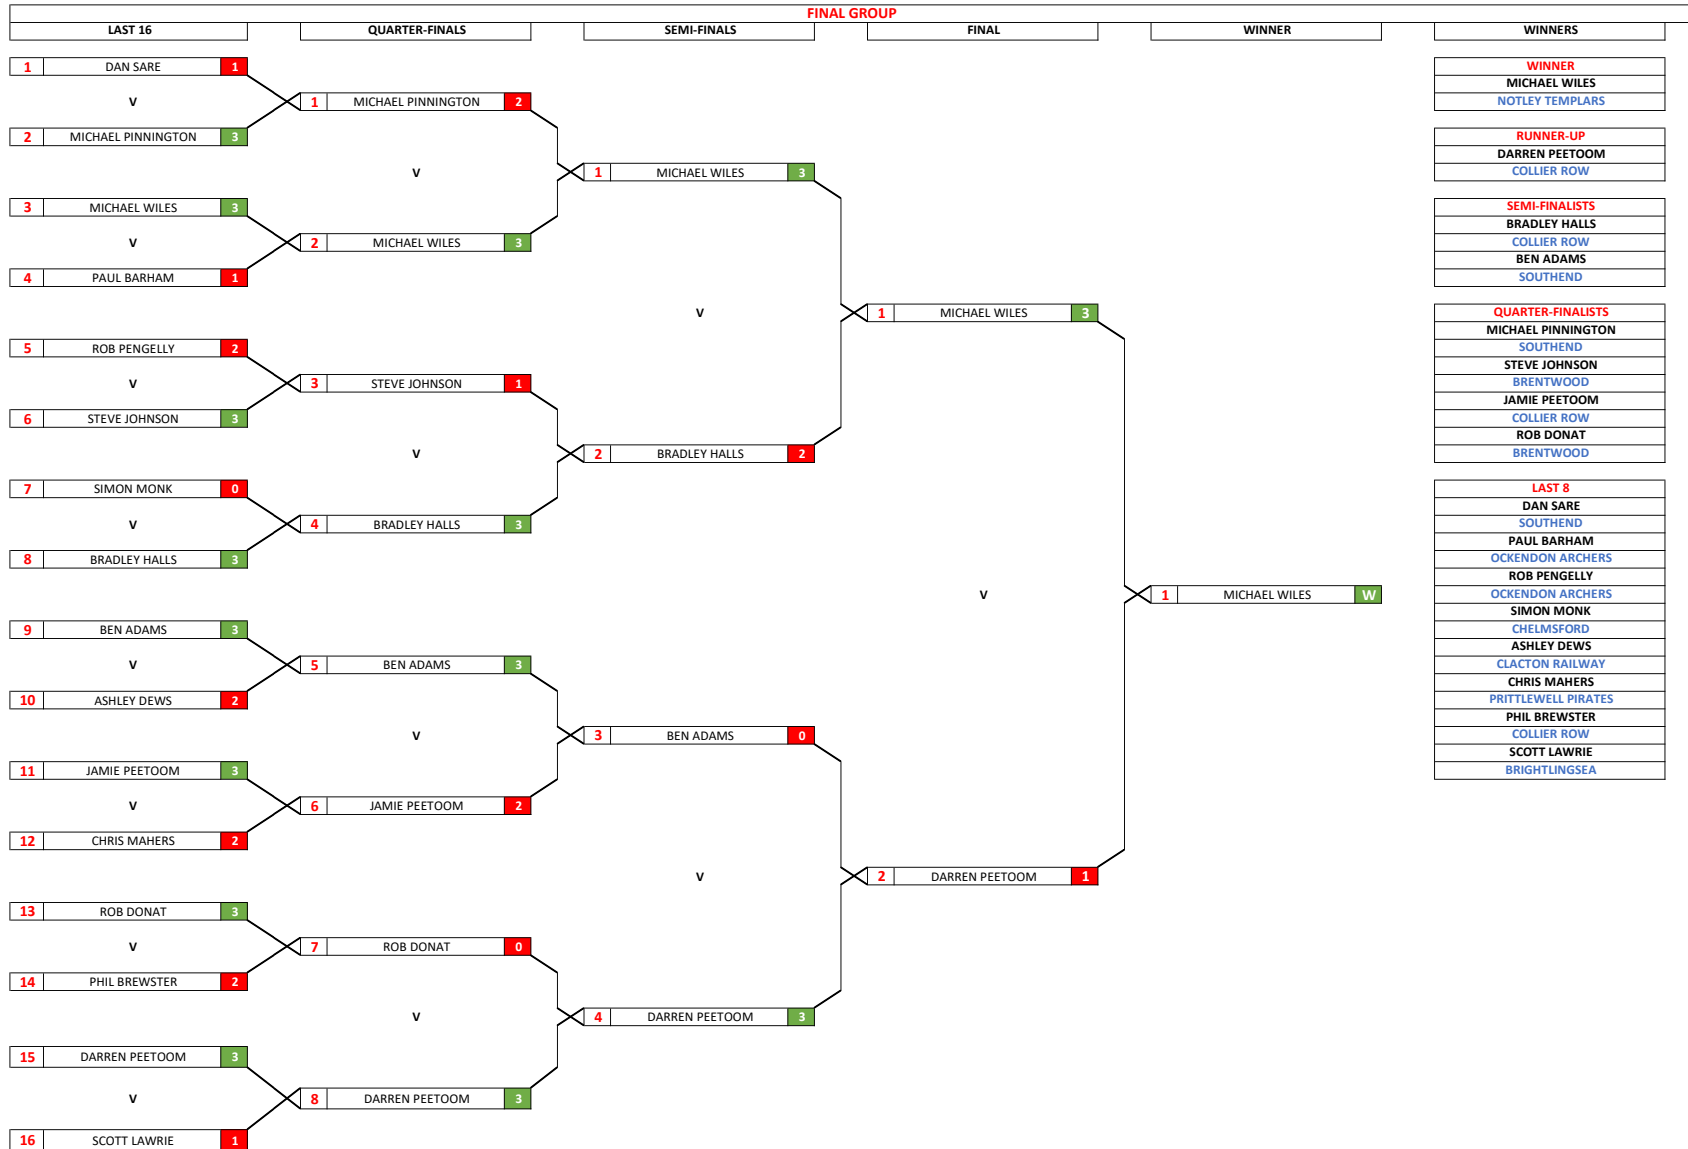 FINAL GROUP
LAST 16 QUARTER-FINALS SEMI-FINALS FINAL WINNER WINNERS
1 DAN SARE 1
V
2 MICHAEL PINNINGTON 3
3 MICHAEL WILES 3
V
4 PAUL BARHAM 1
5 ROB PENGELLY 2
V
6 STEVE JOHNSON 3
7 SIMON MONK 0
V
8 BRADLEY HALLS 3
9 BEN ADAMS 3
V
10 ASHLEY DEWS 2
11 JAMIE PEETOOM 3
V
12 CHRIS MAHERS 2
13 ROB DONAT 3
V
14 PHIL BREWSTER 2
15 DARREN PEETOOM 3
V
16 SCOTT LAWRIE 1
1 MICHAEL PINNINGTON 2
V
2 MICHAEL WILES 3
3 STEVE JOHNSON 1
V
4 BRADLEY HALLS 3
5 BEN ADAMS 3
V
6 JAMIE PEETOOM 2
7 ROB DONAT 0
V
8 DARREN PEETOOM 3
1 MICHAEL WILES 3
V
2 BRADLEY HALLS 2
3 BEN ADAMS 0
V
4 DARREN PEETOOM 3
1 MICHAEL WILES 3
V
2 DARREN PEETOOM 1
1 MICHAEL WILES W
WINNER
MICHAEL WILES
NOTLEY TEMPLARS
RUNNER-UP
DARREN PEETOOM
COLLIER ROW
SEMI-FINALISTS
BRADLEY HALLS
COLLIER ROW
BEN ADAMS
SOUTHEND
QUARTER-FINALISTS
MICHAEL PINNINGTON
SOUTHEND
STEVE JOHNSON
BRENTWOOD
JAMIE PEETOOM
COLLIER ROW
ROB DONAT
BRENTWOOD
LAST 8
DAN SARE
SOUTHEND
PAUL BARHAM
OCKENDON ARCHERS
ROB PENGELLY
OCKENDON ARCHERS
SIMON MONK
CHELMSFORD
ASHLEY DEWS
CLACTON RAILWAY
CHRIS MAHERS
PRITTLEWELL PIRATES
PHIL BREWSTER
COLLIER ROW
SCOTT LAWRIE
BRIGHTLINGSEA